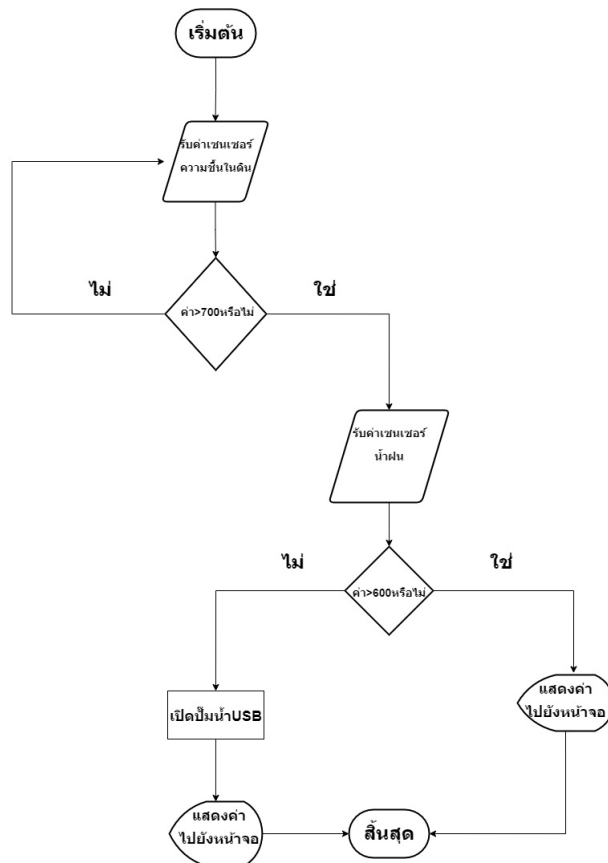 เริ่มต้น
รับค่าเซนเซอร์
ความชื้นในดิน
ไม่
ใช่
ค่า>700หรือไม่
รับค่าเซนเซอร์
น้ำฝน
ไม่
ใช่
ค่า>600หรือไม่
เปิดปั๊มน้ำUSB
แสดงค่า
ไปยังหน้าจอ
แสดงค่า
ไปยังหน้าจอ
สิ้นสุด